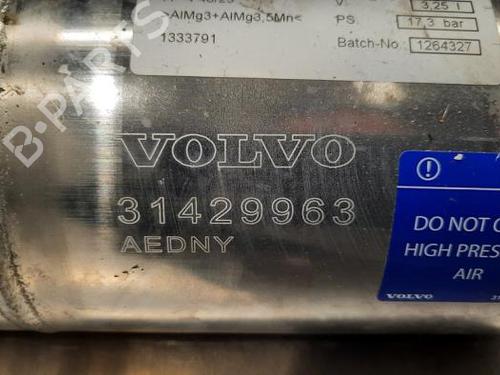 V:
3,25 l
>AlMg3+AlMg3,5Mn<
PS:
17,3 bar
1333791
Batch-No
1264327
B-PARTS
VOLVO
31429963
AEDNY
DO NOT
HIGH
AIR
VOLVO